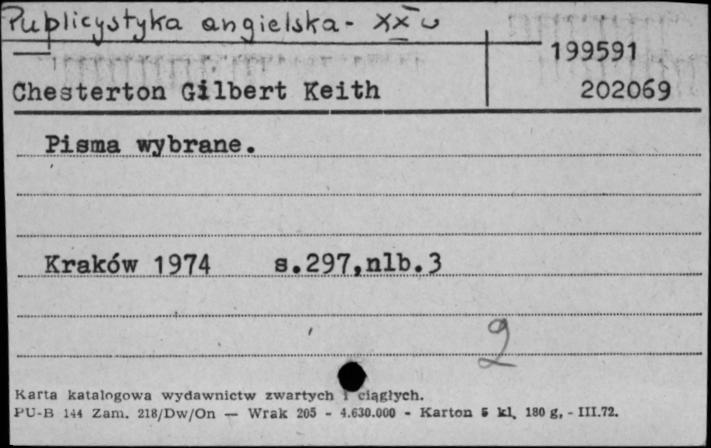 Publicystyka angielska - XX w
199591
Chesterton Gilbert Keith 202069
Pisma wybrane.
Kraków 1974 s.297,nlb.3
2
Karta katalogowa wydawnictw zwartych i ciągłych.
PU-B 144 Zam. 218/Dw/On — Wrak 205 - 4.630.000 - Karton 5 kl, 180 g, - III.72.